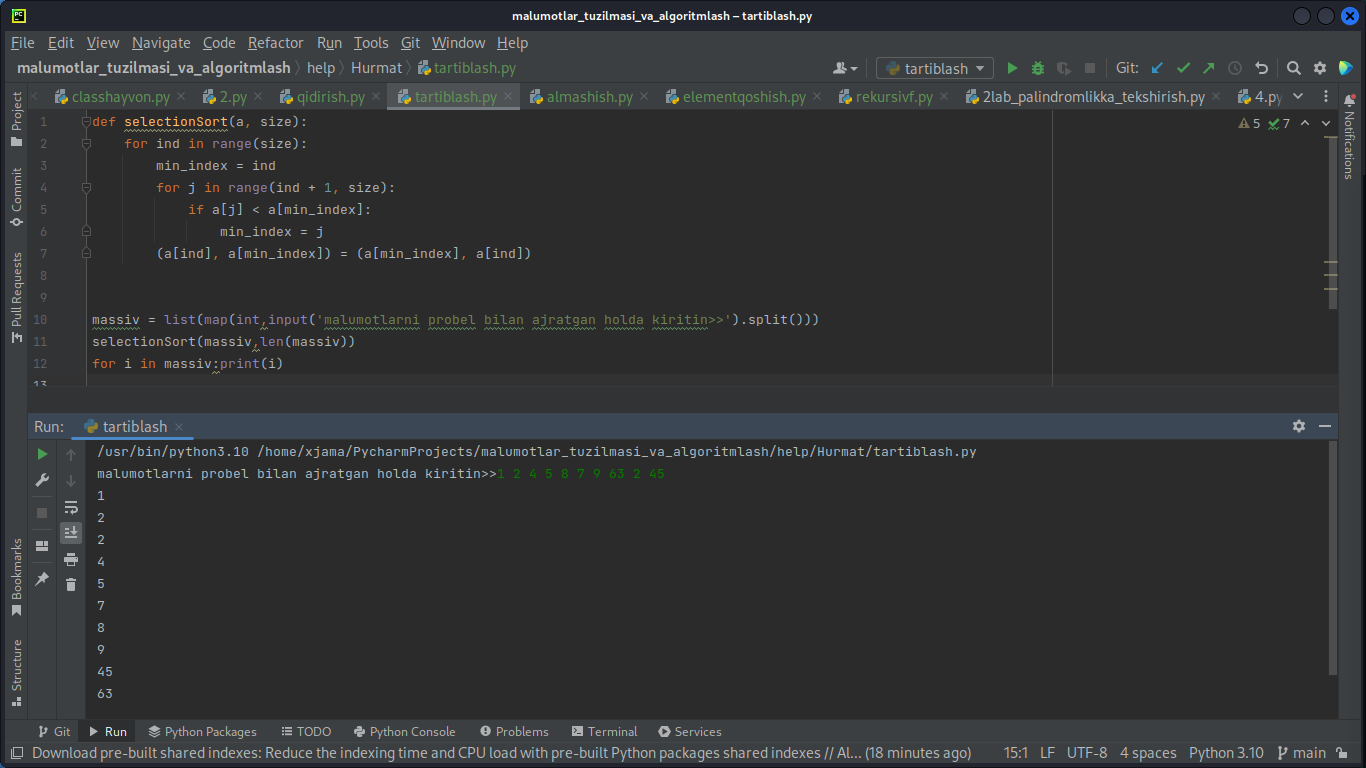 PC
malumotlar_tuzilmasi_va_algoritmlash – tartiblash.py
File Edit View Navigate Code Refactor Run Tools Git Window Help
malumotlar_tuzilmasi_va_algoritmlash help Hurmat tartiblash.py
tartiblash Git:
classhayvon.py 2.py qidirish.py tartiblash.py almashish.py elementqoshish.py rekursivf.py 2lab_palindromlikka_tekshirish.py 4.py
Project
Commit
Pull Requests
Bookmarks
Structure
Notifications
5 7
1 def selectionSort(a, size):
2 for ind in range(size):
3 min_index = ind
4 for j in range(ind + 1, size):
5 if a[j] < a[min_index]:
6 min_index = j
7 (a[ind], a[min_index]) = (a[min_index], a[ind])
8
9
10 massiv = list(map(int,input('malumotlarni probel bilan ajratgan holda kiritin>>').split()))
11 selectionSort(massiv,len(massiv))
12 for i in massiv:print(i)
13
Run: tartiblash
/usr/bin/python3.10 /home/xjama/PycharmProjects/malumotlar_tuzilmasi_va_algoritmlash/help/Hurmat/tartiblash.py
malumotlarni probel bilan ajratgan holda kiritin>>1 2 4 5 8 7 9 63 2 45
1
2
2
4
5
7
8
9
45
63
Git Run Python Packages TODO Python Console Problems Terminal Services
Download pre-built shared indexes: Reduce the indexing time and CPU load with pre-built Python packages shared indexes // Al... (18 minutes ago) 15:1 LF UTF-8 4 spaces Python 3.10 main